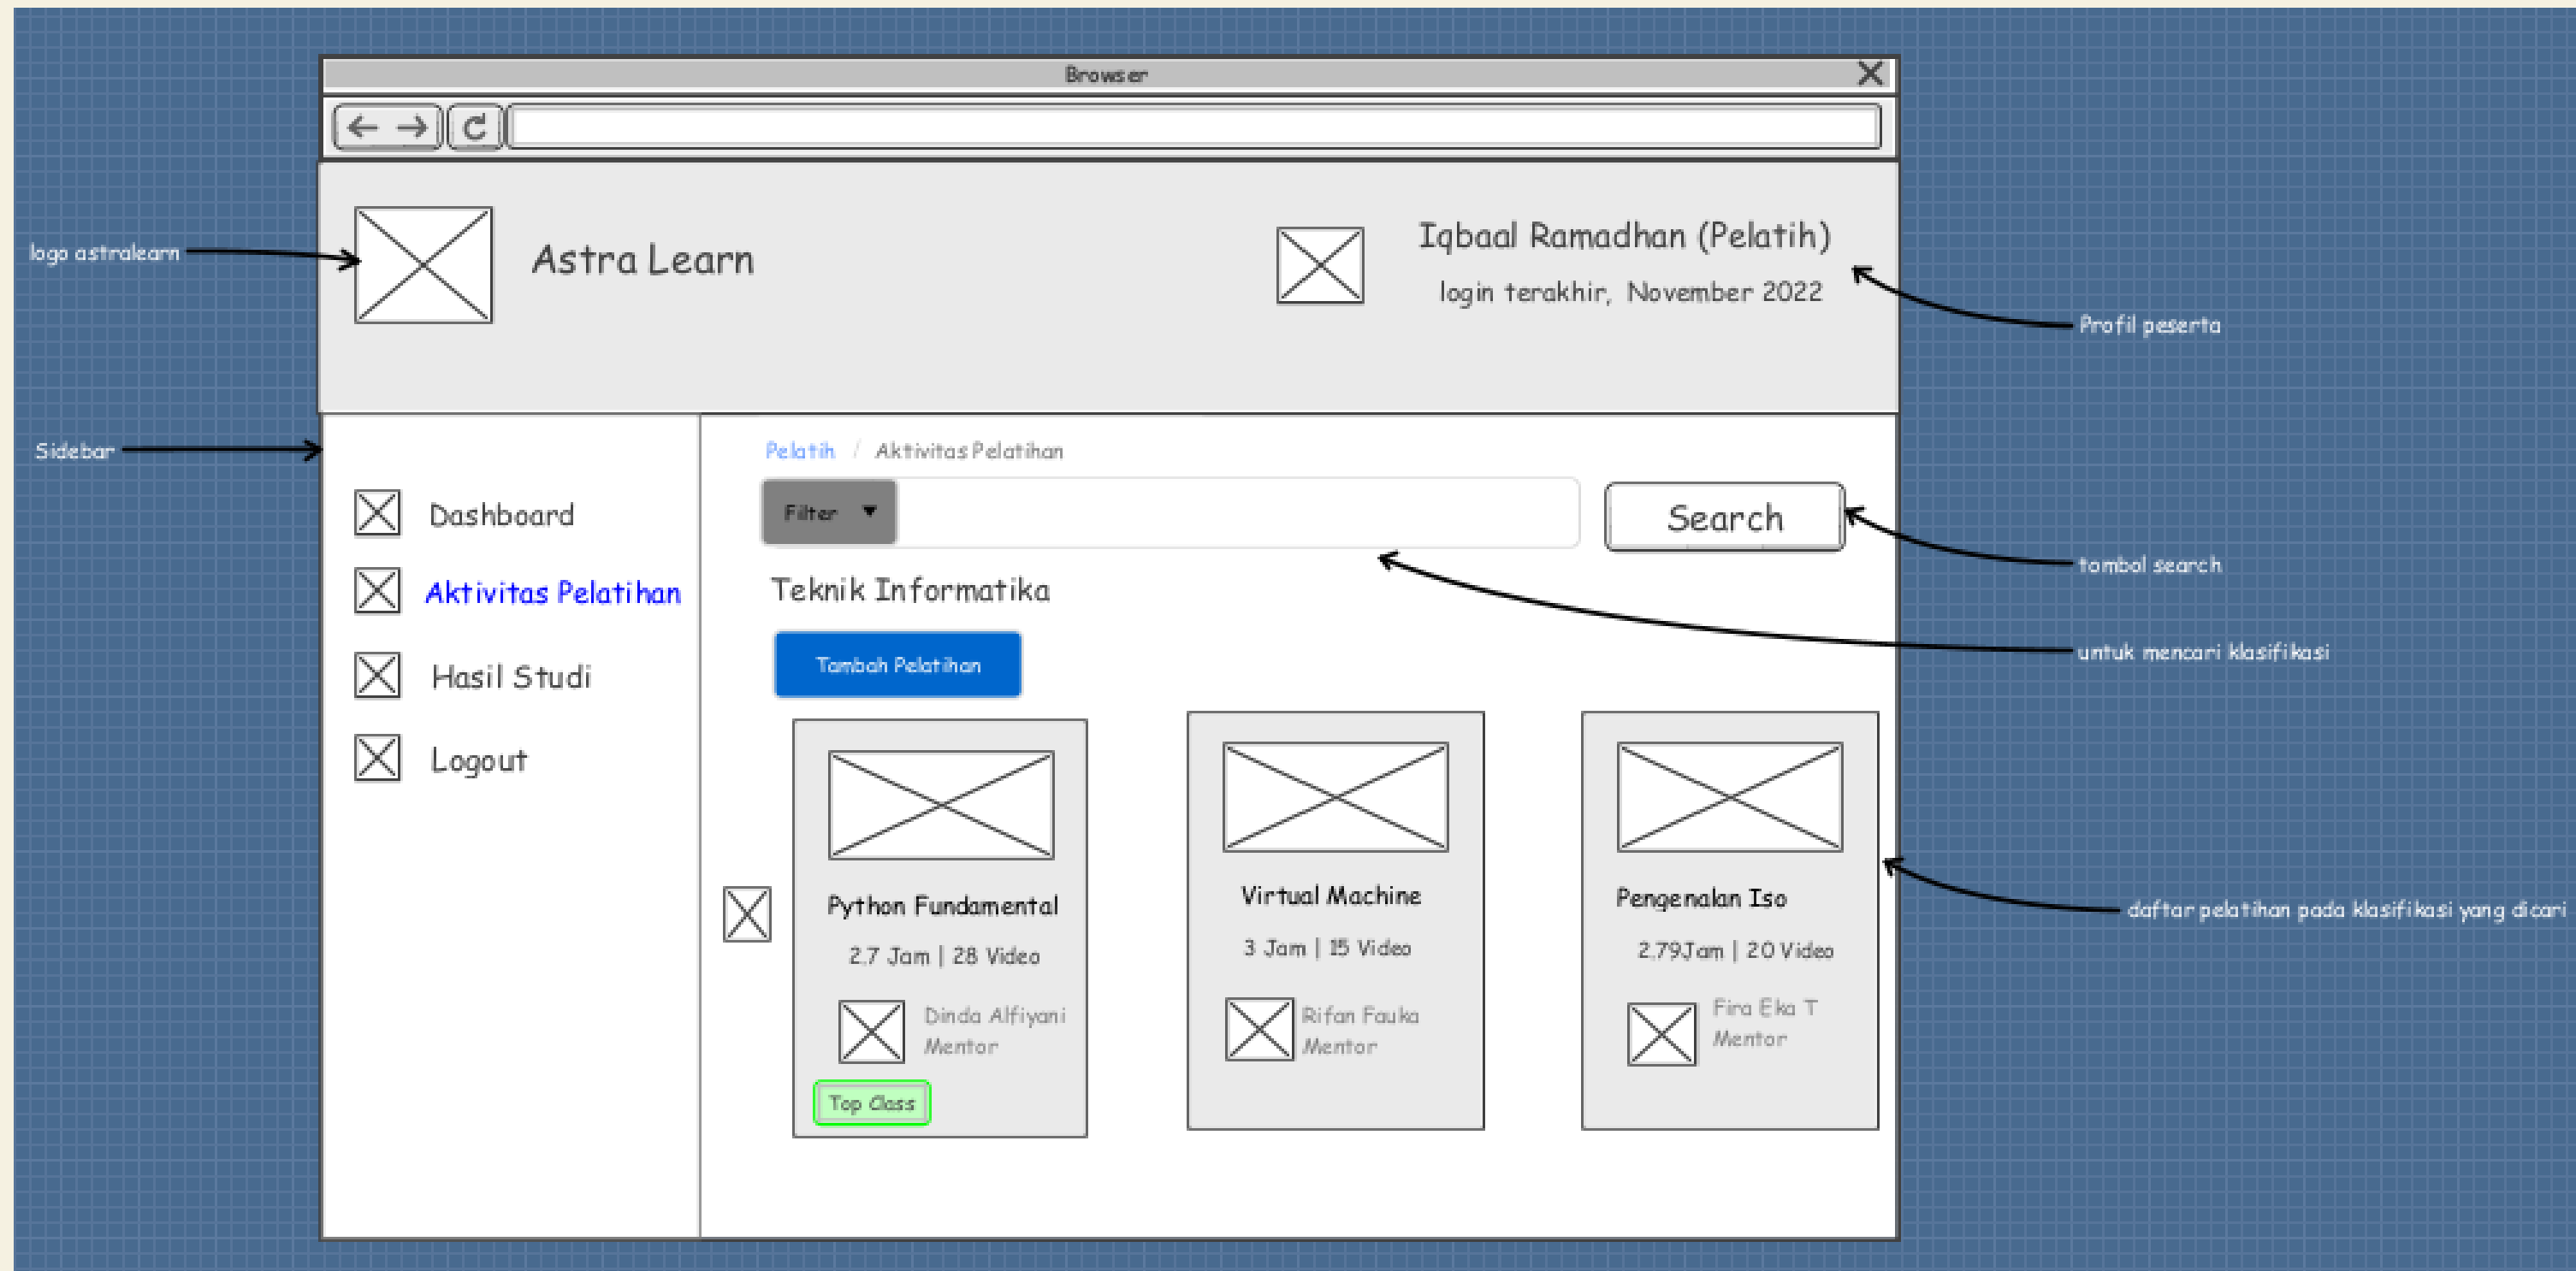 Browser
logo astralearn
Astra Learn
Iqbaal Ramadhan (Pelatih)
login terakhir, November 2022
Profil peserta
Sidebar
Dashboard
Aktivitas Pelatihan
Hasil Studi
Logout
Pelatih / Aktivitas Pelatihan
Filter
Search
tombol search
untuk mencari klasifikasi
Teknik Informatika
Tambah Pelatihan
Python Fundamental
2.7 Jam | 28 Video
Dinda Alfiyani
Mentor
Top Class
Virtual Machine
3 Jam | 15 Video
Rifan Fauka
Mentor
Pengenalan Iso
2.79Jam | 20 Video
Fira Eka T
Mentor
daftar pelatihan pada klasifikasi yang dicari